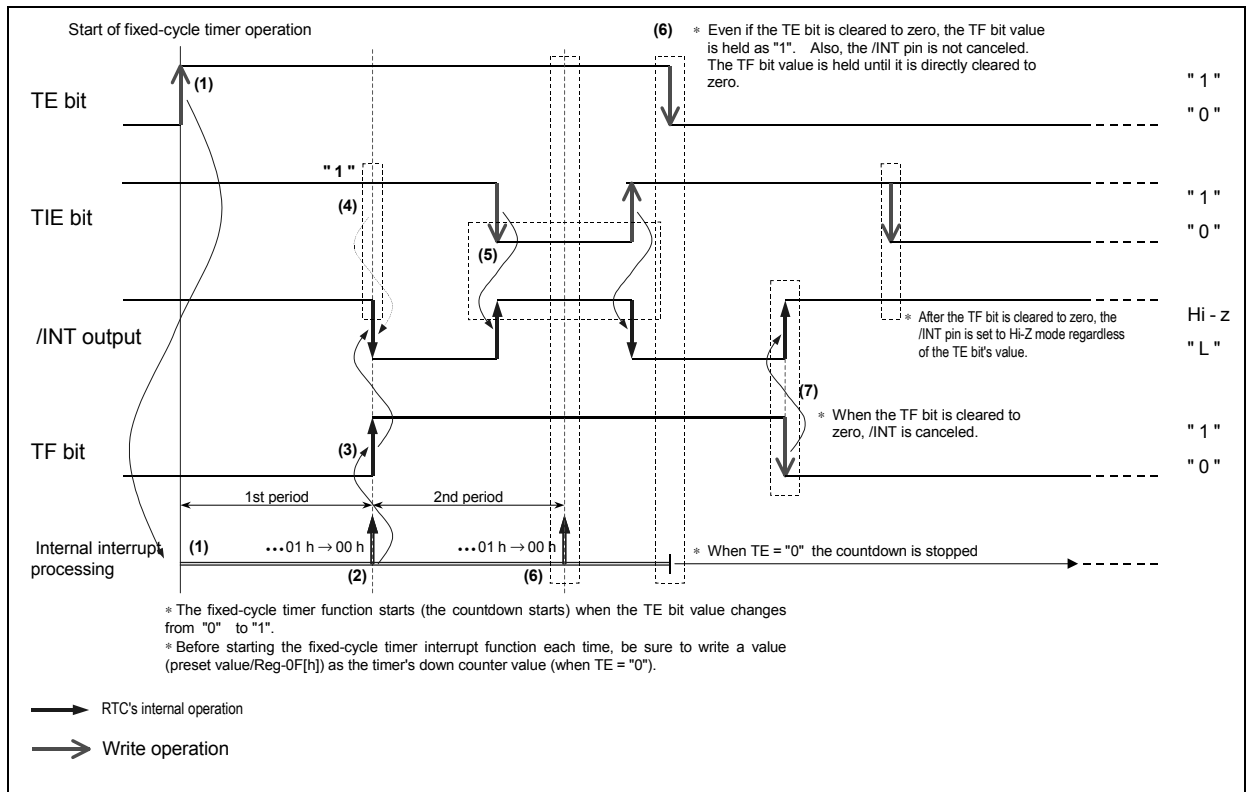 Start of fixed-cycle timer operation
(6) * Even if the TE bit is cleared to zero, the TF bit value
is held as "1". Also, the /INT pin is not canceled.
The TF bit value is held until it is directly cleared to
zero.
(1)
TE bit
" 1 "
" 0 "
" 1 "
(4)
TIE bit
(5)
" 1 "
" 0 "
/INT output
* After the TF bit is cleared to zero, the
/INT pin is set to Hi-Z mode regardless
of the TE bit's value.
Hi - z
" L "
(7)
* When the TF bit is cleared to
zero, /INT is canceled.
TF bit
(3)
" 1 "
" 0 "
1st period
2nd period
Internal interrupt
processing
(1)
•••01 h → 00 h
(2)
•••01 h → 00 h
(6)
* When TE = "0" the countdown is stopped
* The fixed-cycle timer function starts (the countdown starts) when the TE bit value changes
from "0" to "1".
* Before starting the fixed-cycle timer interrupt function each time, be sure to write a value
(preset value/Reg-0F[h]) as the timer's down counter value (when TE = "0").
RTC's internal operation
Write operation